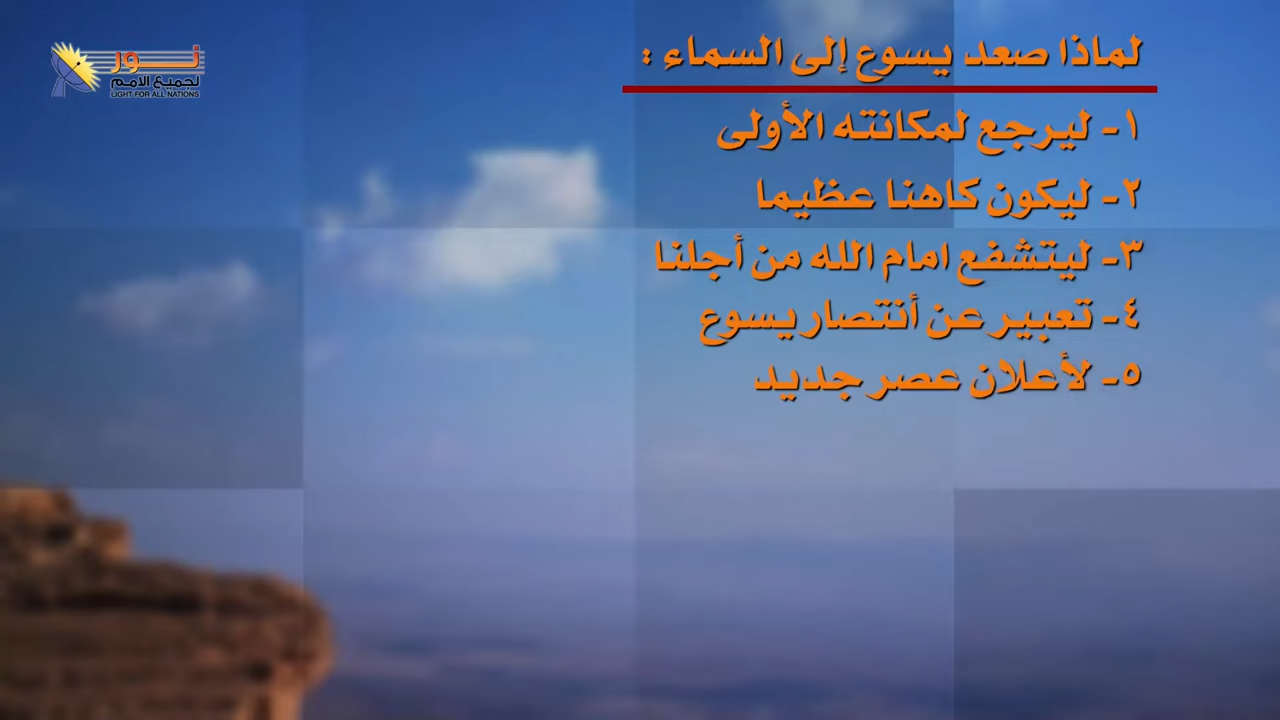 نور
لجميع الامم
LIGHT FOR ALL NATIONS
لماذا صعد يسوع إلى السماء :
١- ليرجع لمكانته الأولى
٢- ليكون كاهنا عظيما
٣- ليتشفع امام الله من أجلنا
٤- تعبير عن أنتصار يسوع
٥- لأعلان عصر جديد